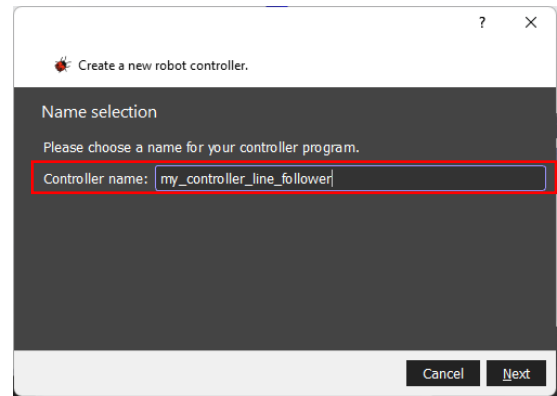 ?
Create a new robot controller.
Name selection
Please choose a name for your controller program.
Controller name: my_controller_line_follower
Cancel Next